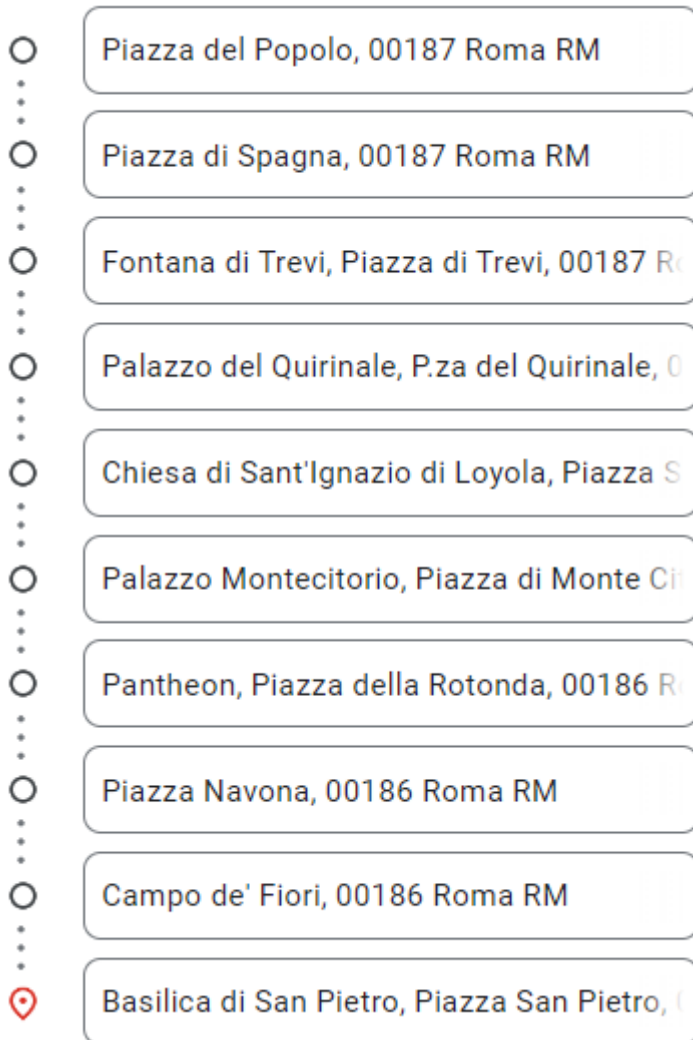 Piazza del Popolo, 00187 Roma RM
Piazza di Spagna, 00187 Roma RM
Fontana di Trevi, Piazza di Trevi, 00187
Palazzo del Quirinale, P.za del Quirinale,
Chiesa di Sant'Ignazio di Loyola, Piazza
Palazzo Montecitorio, Piazza di Monte
Pantheon, Piazza della Rotonda, 00186
Piazza Navona, 00186 Roma RM
Campo de' Fiori, 00186 Roma RM
Basilica di San Pietro, Piazza San Pietro,